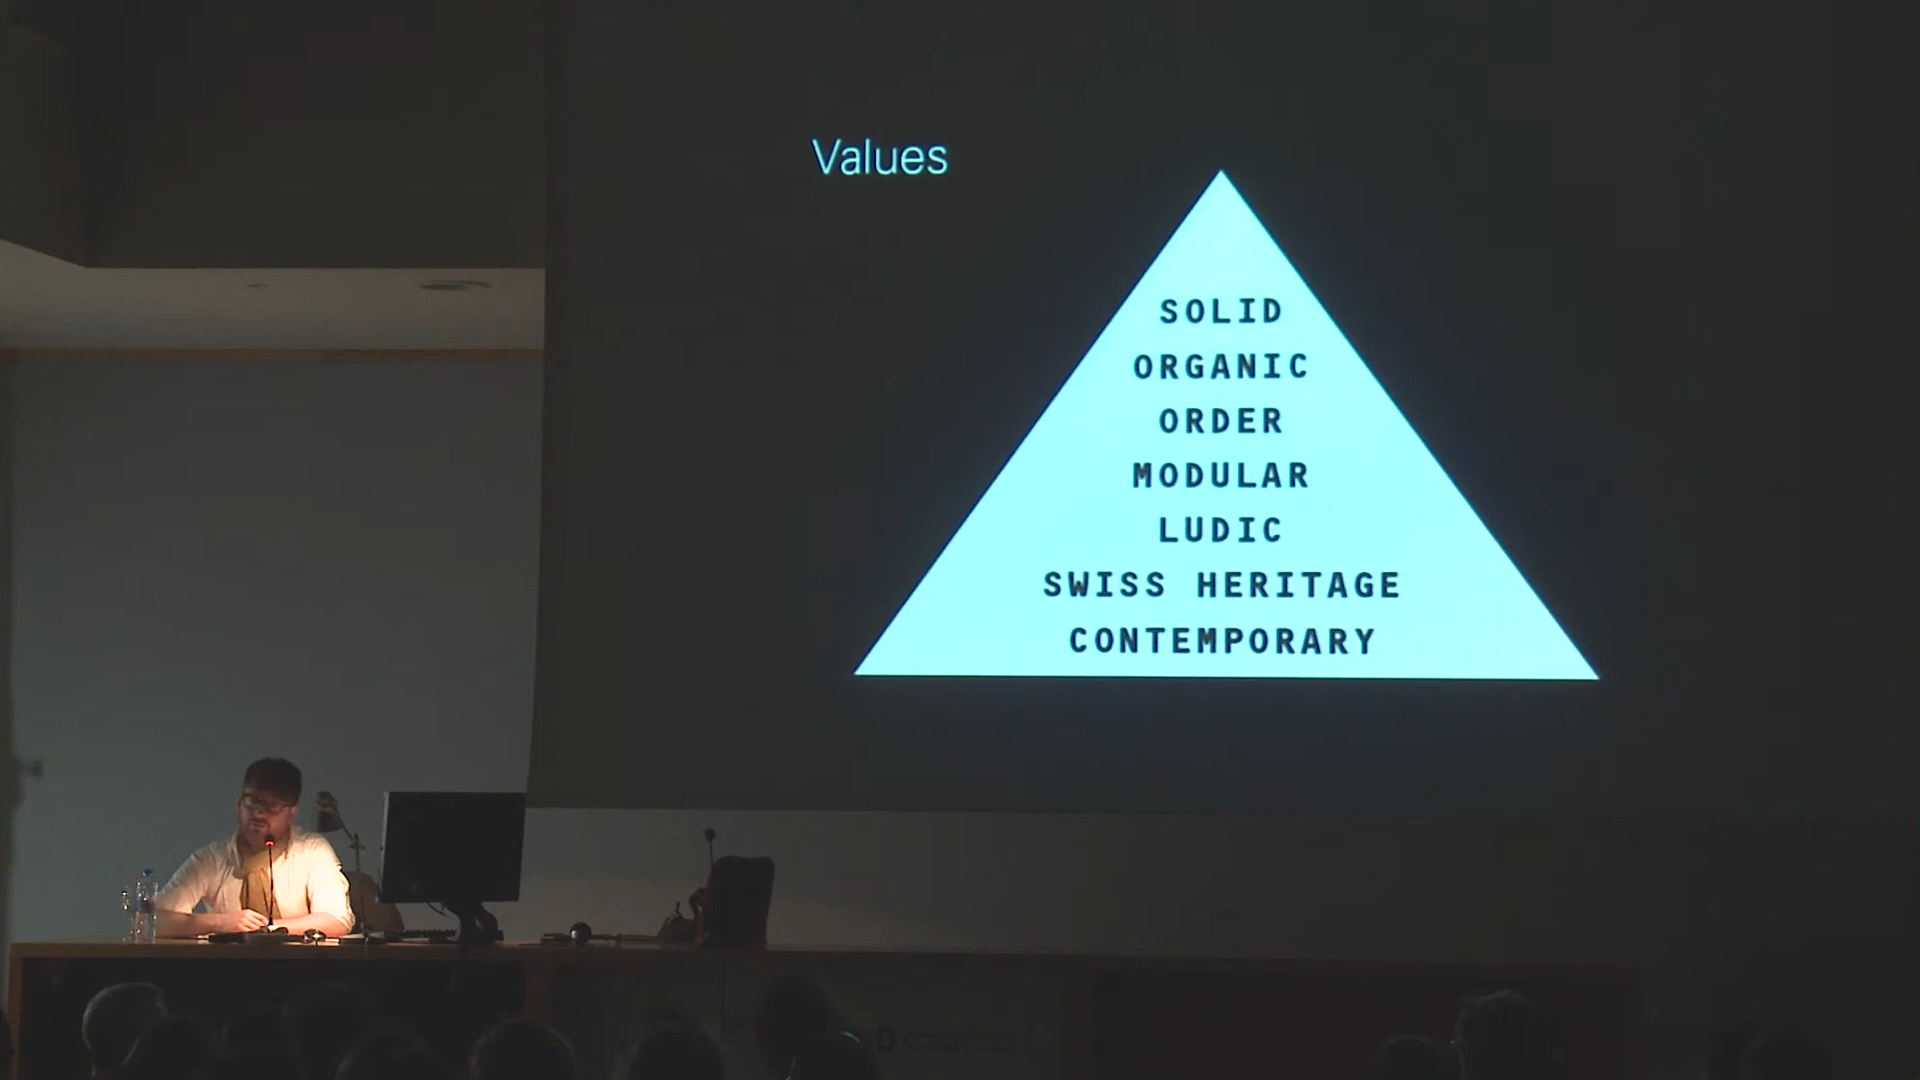 Values
SOLID
ORGANIC
ORDER
MODULAR
LUDIC
SWISS HERITAGE
CONTEMPORARY